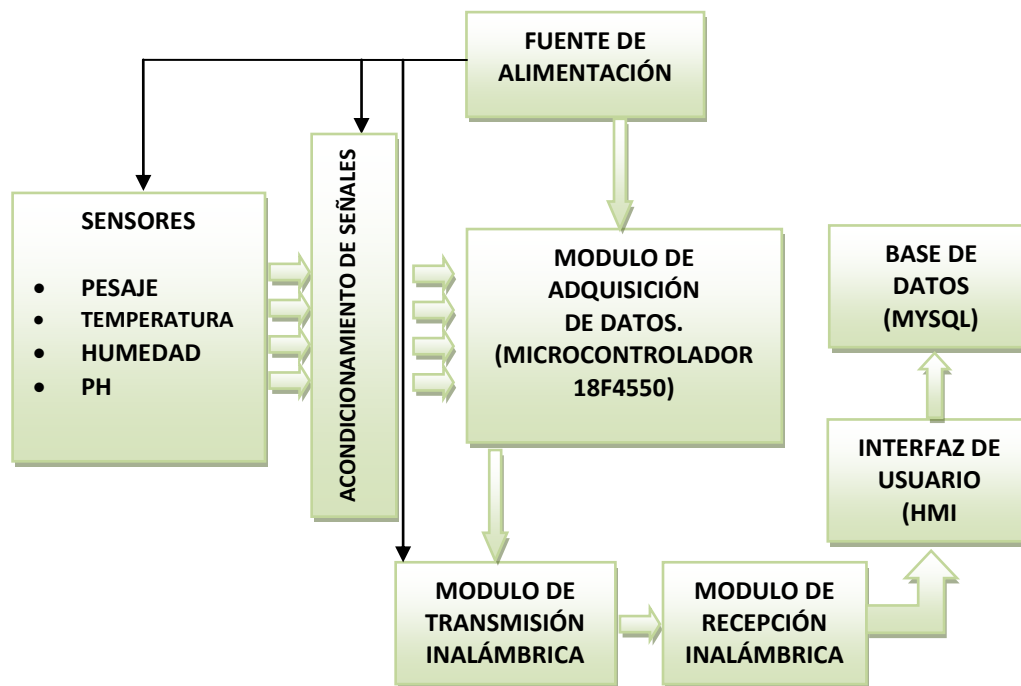 FUENTE DE
ALIMENTACIÓN
SENSORES
• PESAJE
• TEMPERATURA
• HUMEDAD
• PH
ACONDICIONAMIENTO DE SEÑALES
MODULO DE
ADQUISICIÓN
DE DATOS.
(MICROCONTROLADOR
18F4550)
BASE DE
DATOS
(MYSQL)
INTERFAZ DE
USUARIO
(HMI
MODULO DE
TRANSMISIÓN
INALÁMBRICA
MODULO DE
RECEPCIÓN
INALÁMBRICA